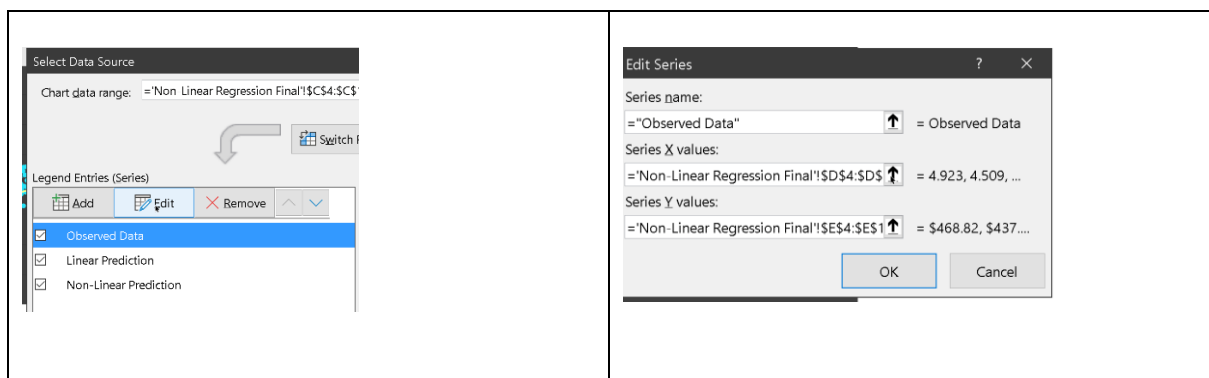 Select Data Source
Chart data range: ='Non Linear Regression Final'!$C$4:$C$
Switch
Legend Entries (Series)
Add Edit Remove
Observed Data
Linear Prediction
Non-Linear Prediction
Edit Series ? ×
Series name:
="Observed Data" = Observed Data
Series X values:
='Non-Linear Regression Final'!$D$4:$D$ = 4.923, 4.509, ...
Series Y values:
='Non-Linear Regression Final'!$E$4:$E$1 = $468.82, $437....
OK Cancel